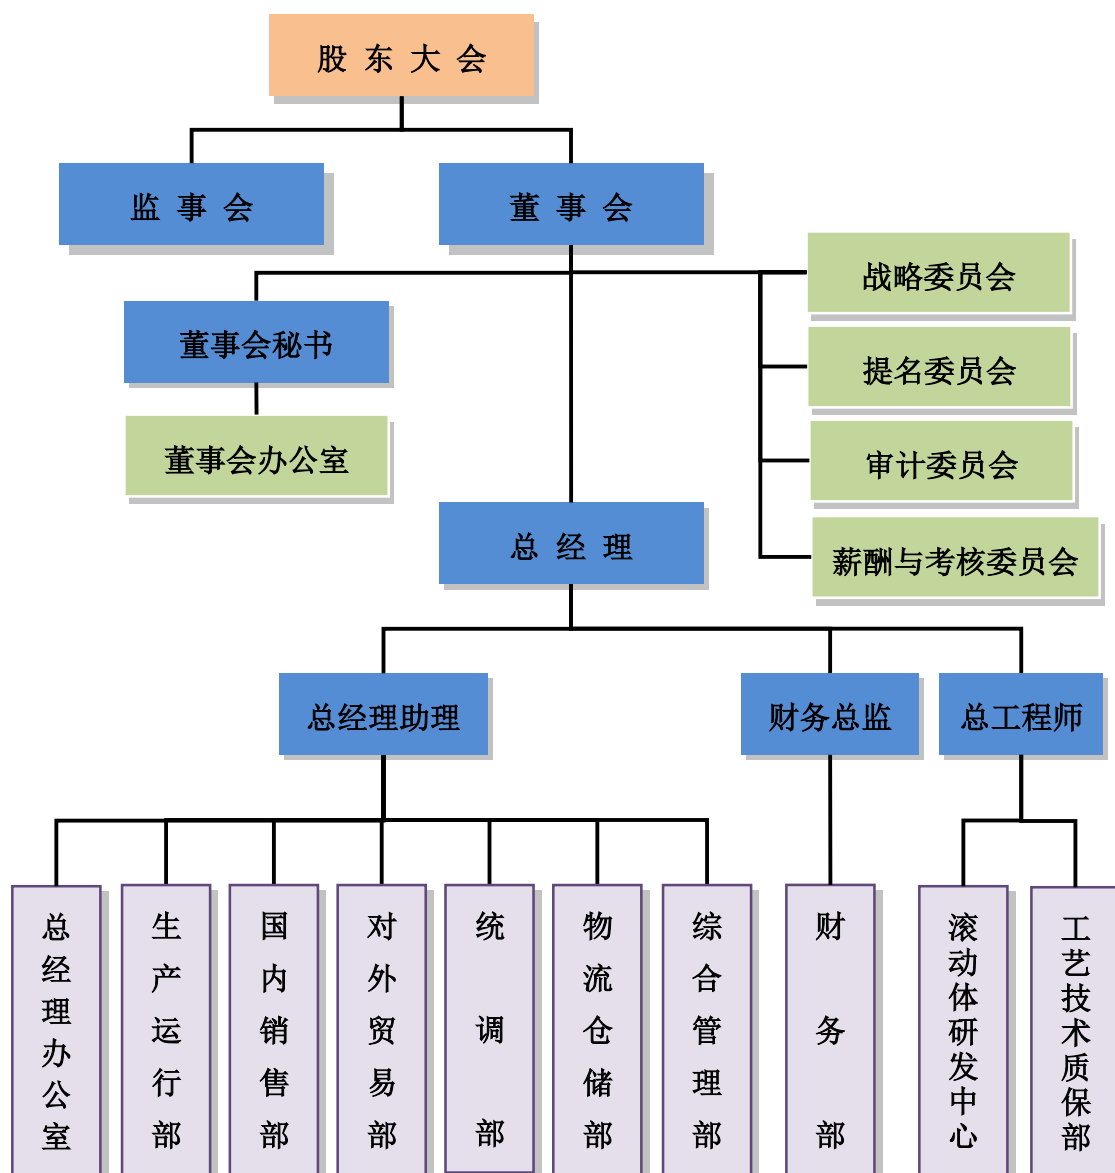 股东大会
监事会
董事会
战略委员会
董事会秘书
提名委员会
董事会办公室
审计委员会
总经理
薪酬与考核委员会
总经理助理
财务总监
总工程师
总经理办公室
生产运行部
国内销售部
对外贸易部
统调部
物流仓储部
综合管理部
财务部
滚动体研发中心
工艺技术质保部